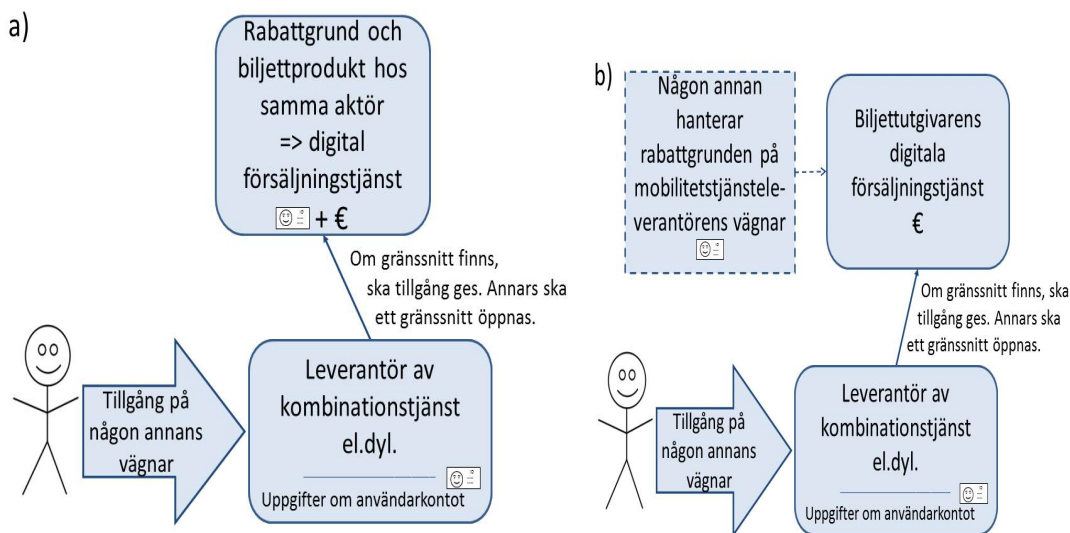 a)
Rabattgrund och
biljettprodukt hos
samma aktör
=> digital
försäljningstjänst
+ €
Om gränssnitt finns,
ska tillgång ges. Annars ska
ett gränssnitt öppnas.
Tillgång på
någon annans
vägnar
Leverantör av
kombinationstjänst
el.dyl.
Uppgifter om användarkontot
b)
Någon annan
hanterar
rabattgrunden på
mobilitetstjänstele-
verantörens vägnar
Biljettutgivarens
digitala
försäljningstjänst
€
Om gränssnitt finns, ska
tillgång ges. Annars ska
ett gränssnitt öppnas.
Tillgång på
någon annans
vägnar
Leverantör av
kombinationstjänst
el.dyl.
Uppgifter om användarkontot